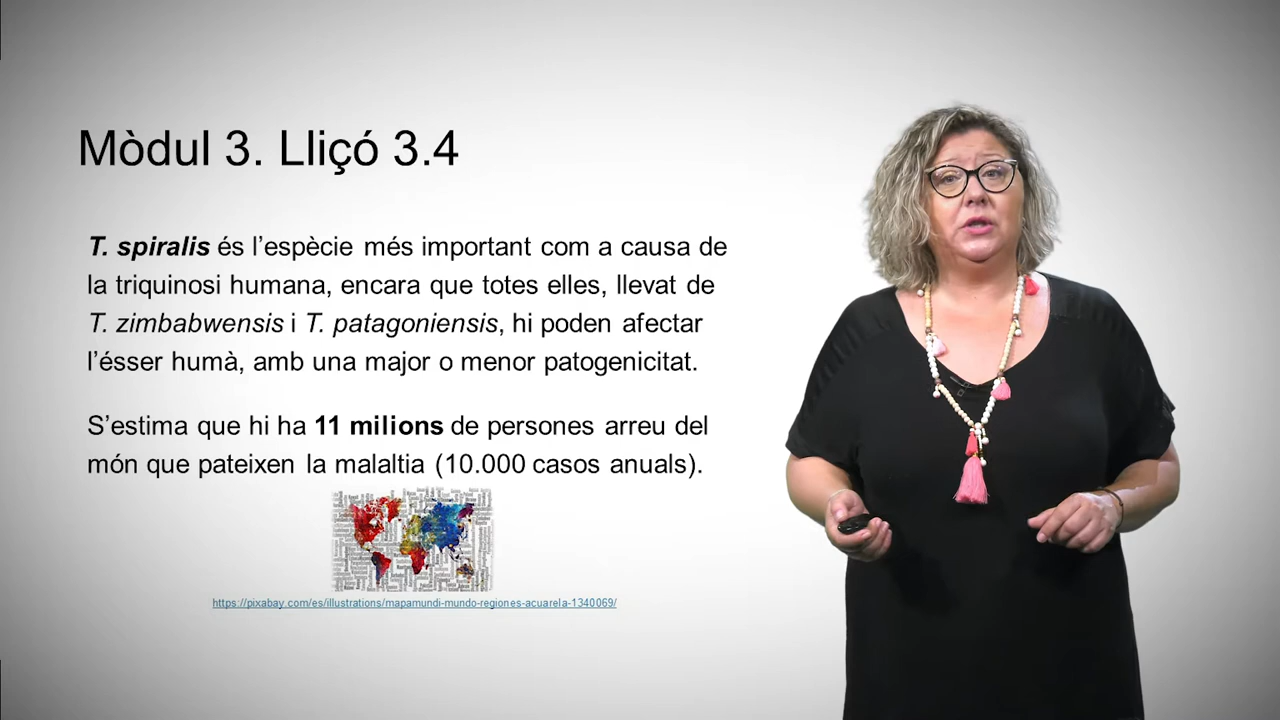 Mòdul 3. Lliçó 3.4
T. spiralis és l’espècie més important com a causa de
la triquinosi humana, encara que totes elles, llevat de
T. zimbabwensis i T. patagoniensis, hi poden afectar
l’ésser humà, amb una major o menor patogenicitat.
S’estima que hi ha 11 milions de persones arreu del
món que pateixen la malaltia (10.000 casos anuals).
https://pixabay.com/es/illustrations/mapamundi-mundo-regiones-acuarela-1340069/